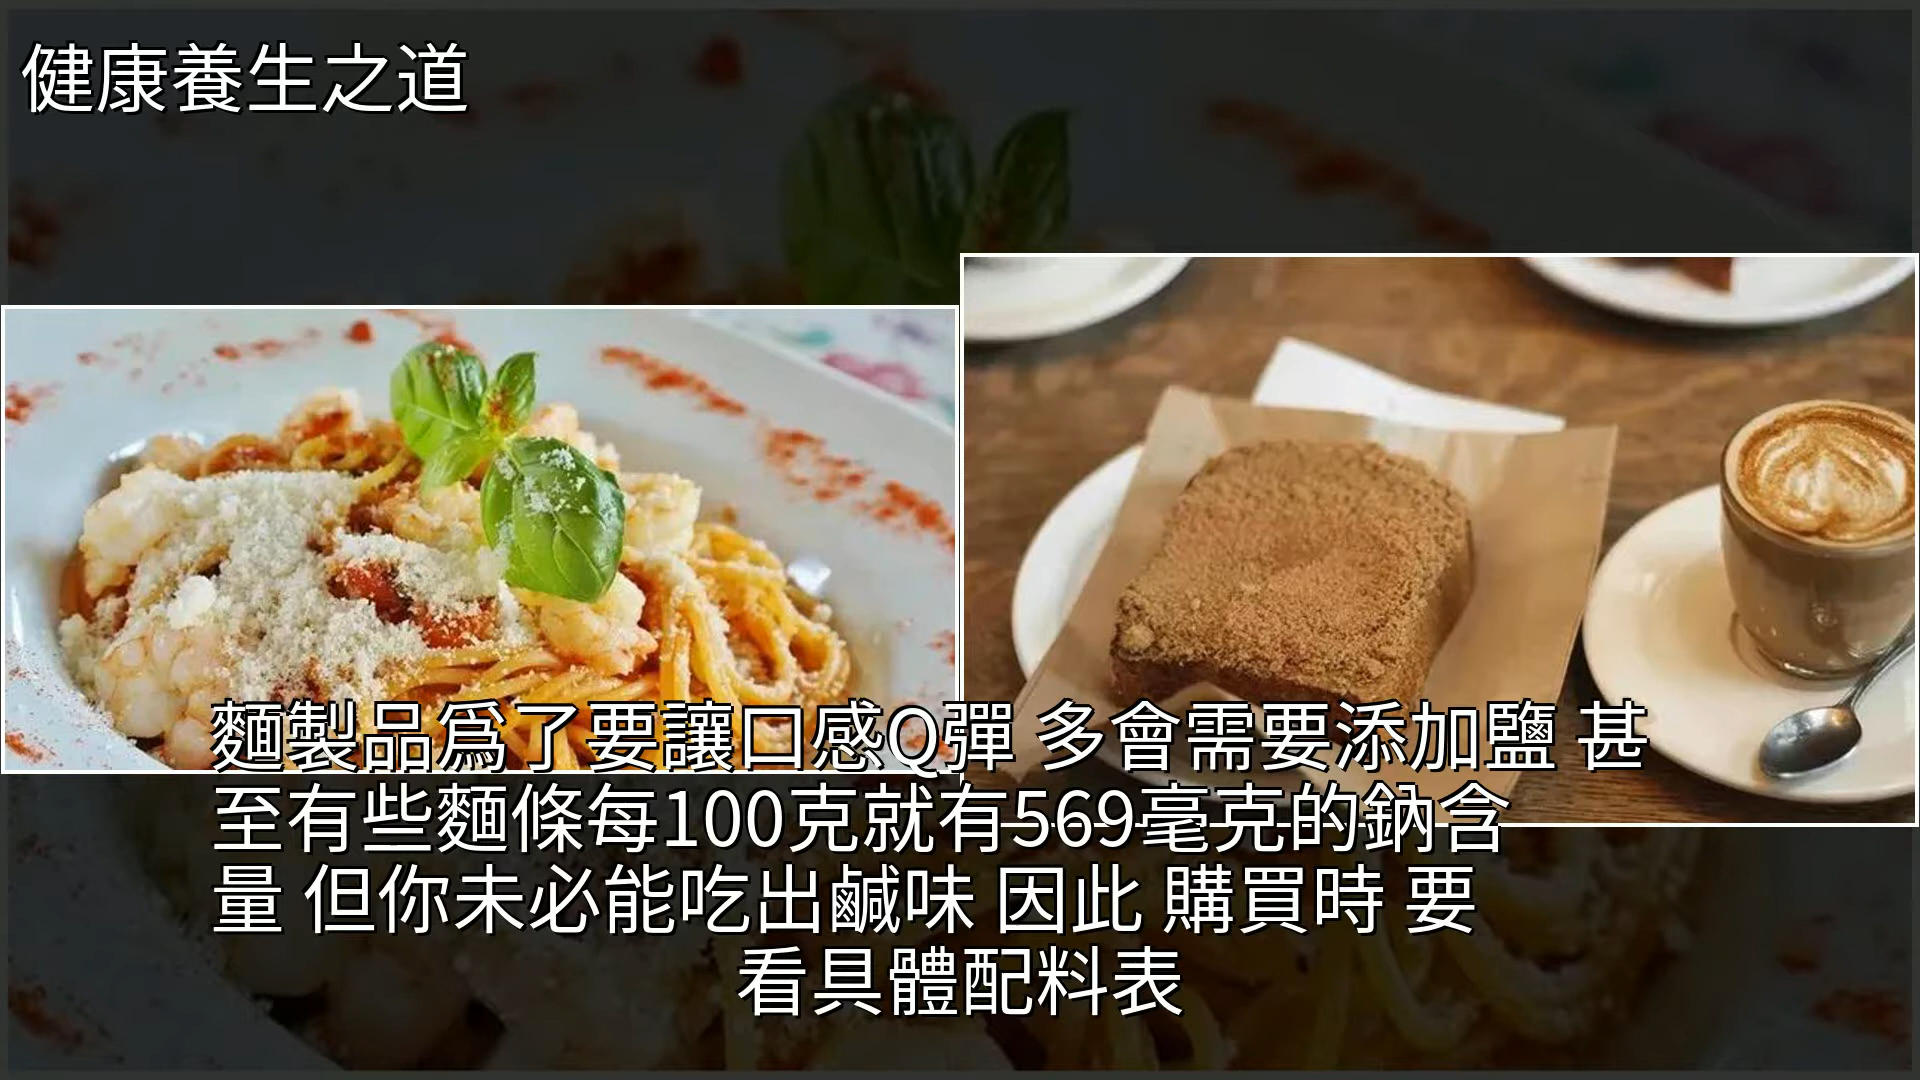 健康養生之道
麵製品爲了要讓口感Q彈 多會需要添加鹽 甚
至有些麵條每100克就有569毫克的鈉含
量 但你未必能吃出鹹味 因此 購買時 要
看具體配料表